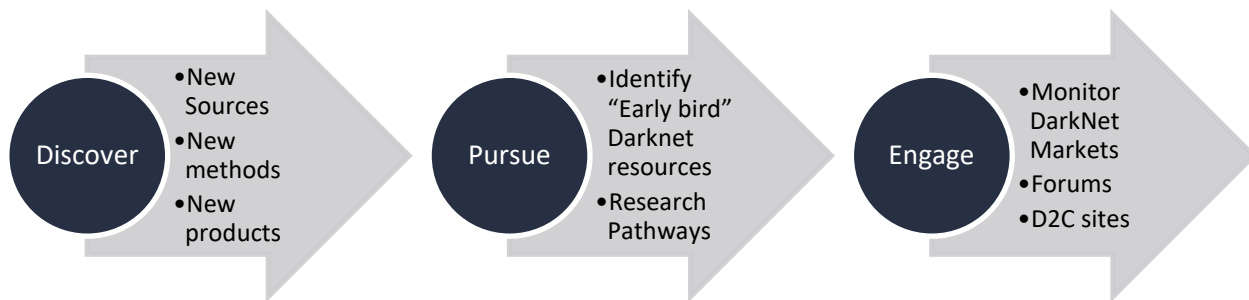 Discover
•New
Sources
•New
methods
•New
products
Pursue
•Identify
“Early bird”
Darknet
resources
•Research
Pathways
Engage
•Monitor
DarkNet
Markets
•Forums
•D2C sites